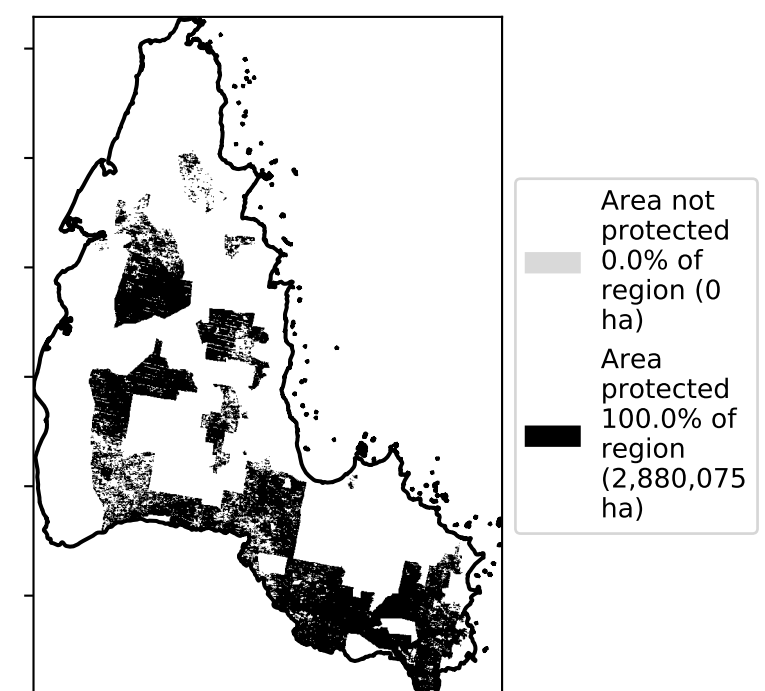 Area not
protected
0.0% of
region (0
ha)
Area
protected
100.0% of
region
(2,880,075
ha)